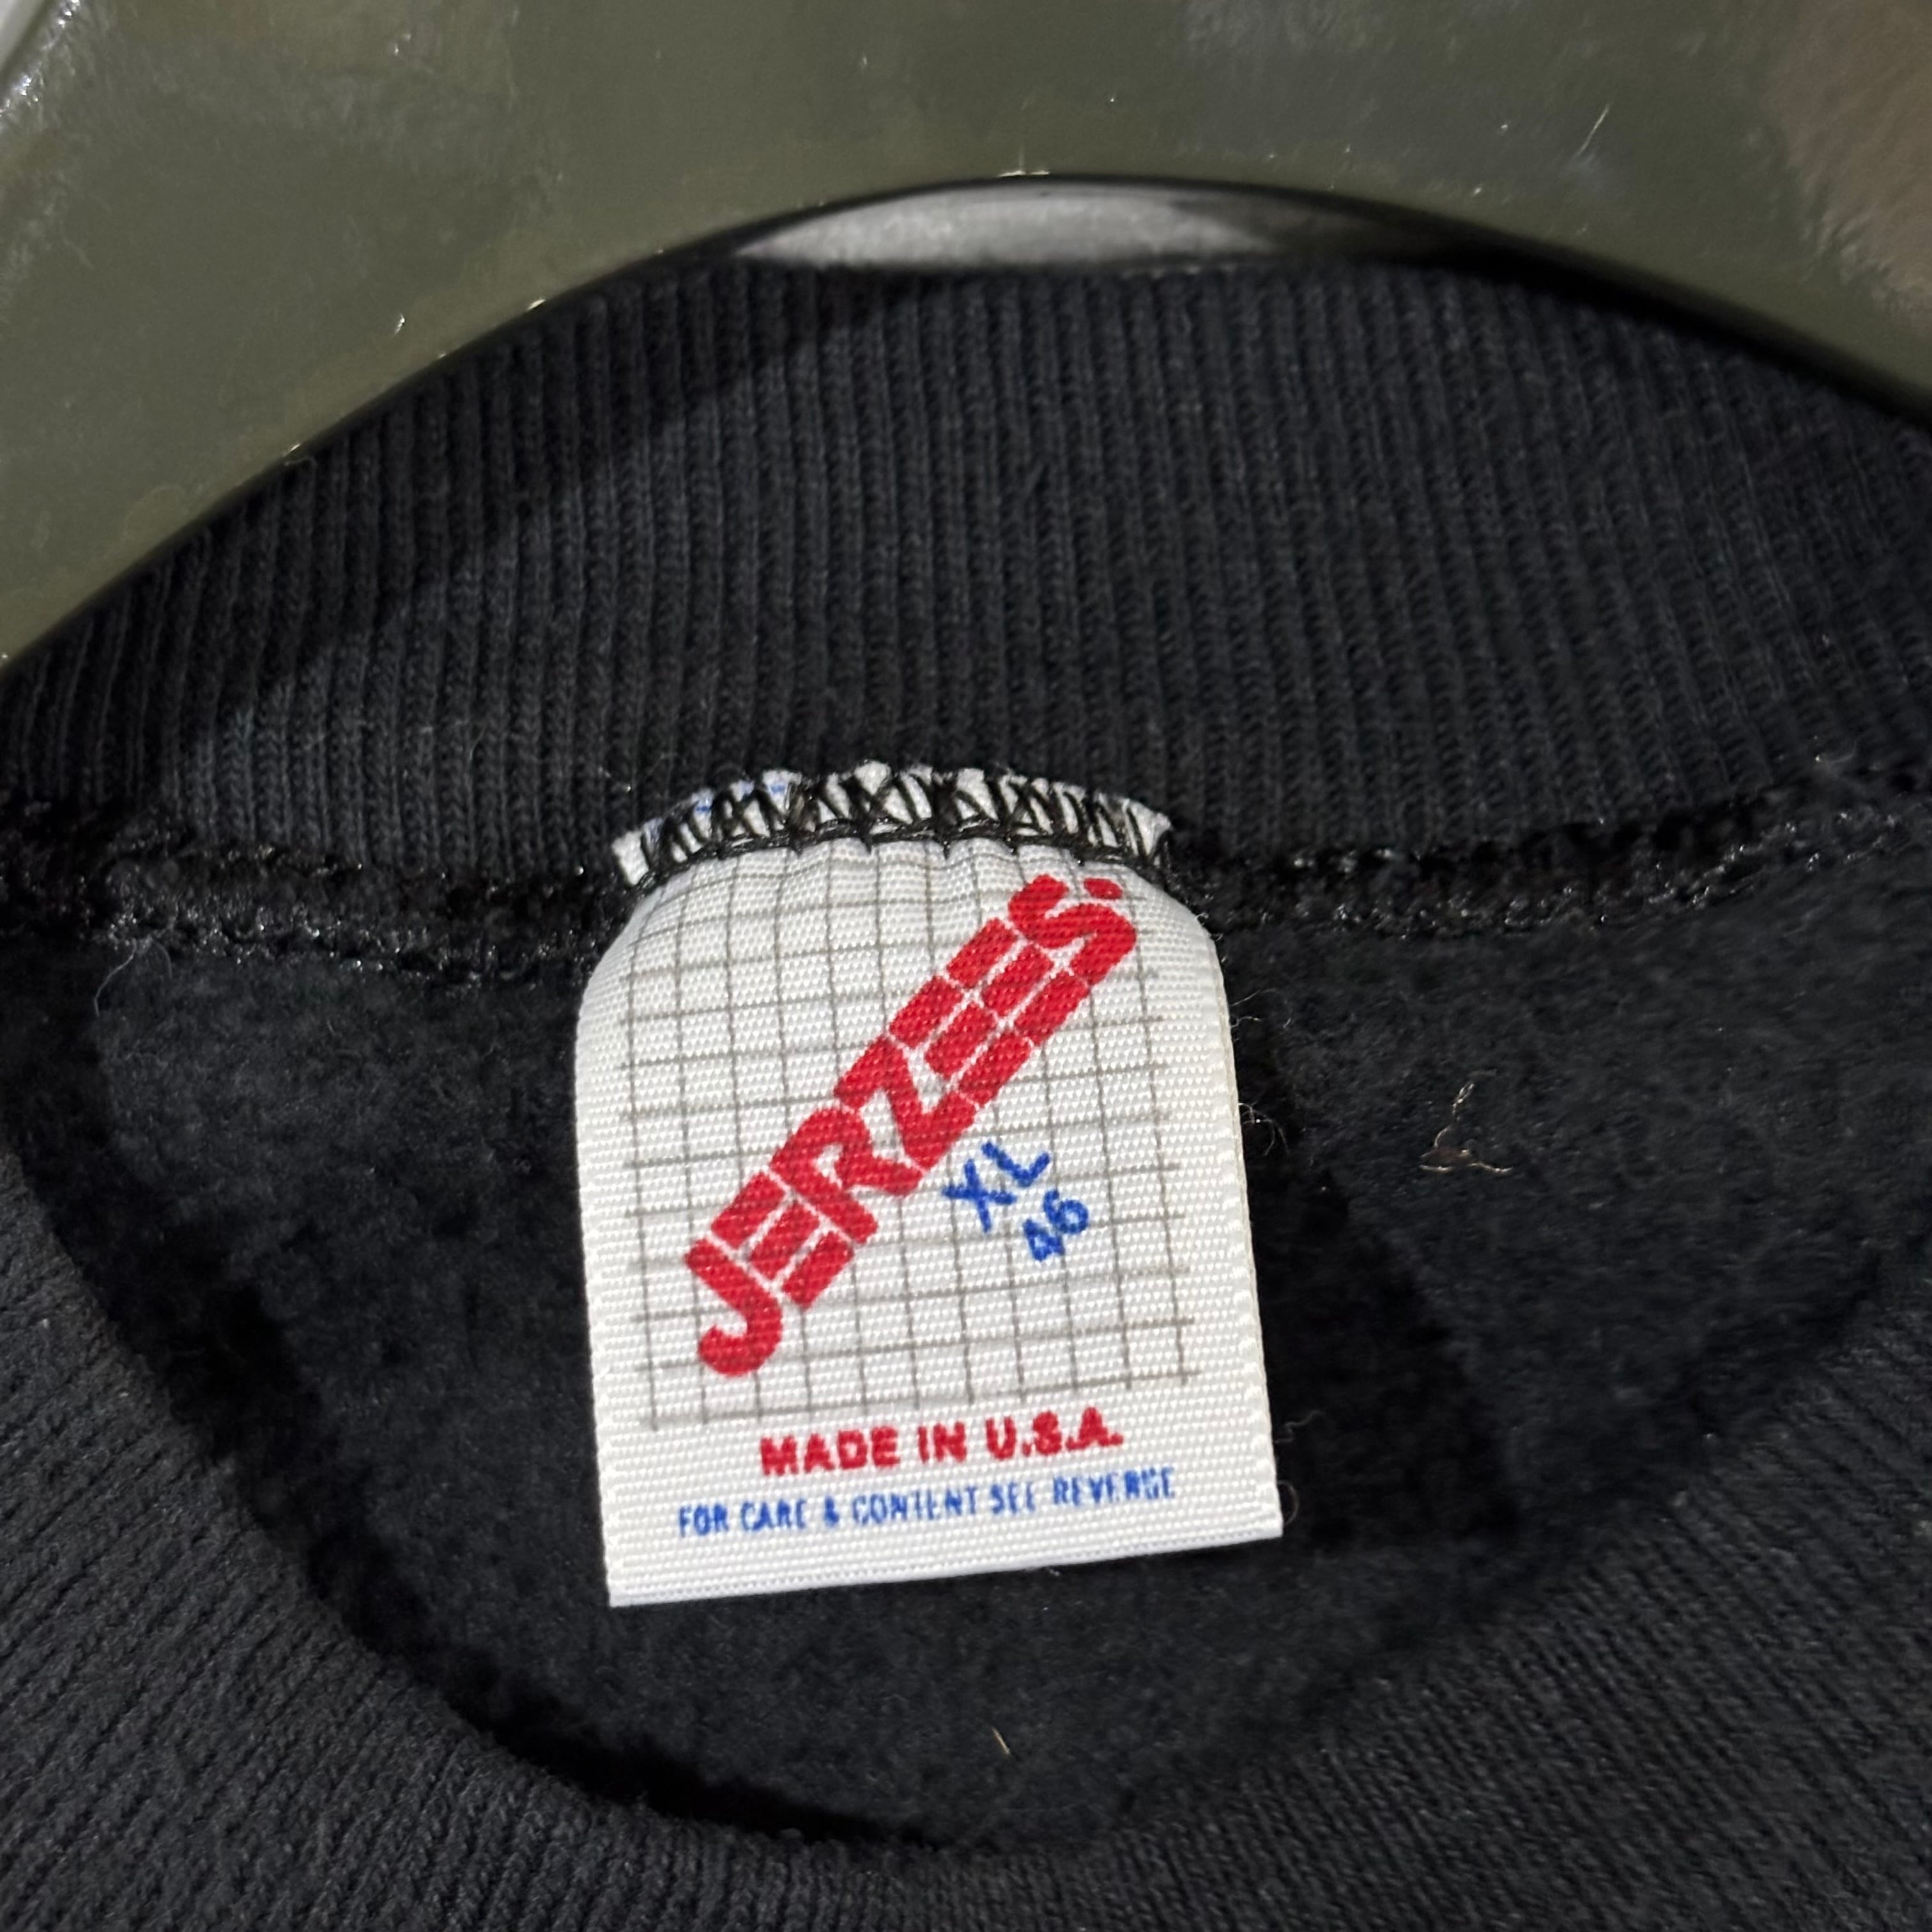 JERZEES.
XL
46
MADE IN U.S.A.
FOR CARE & CONTENT SEE REVERSE